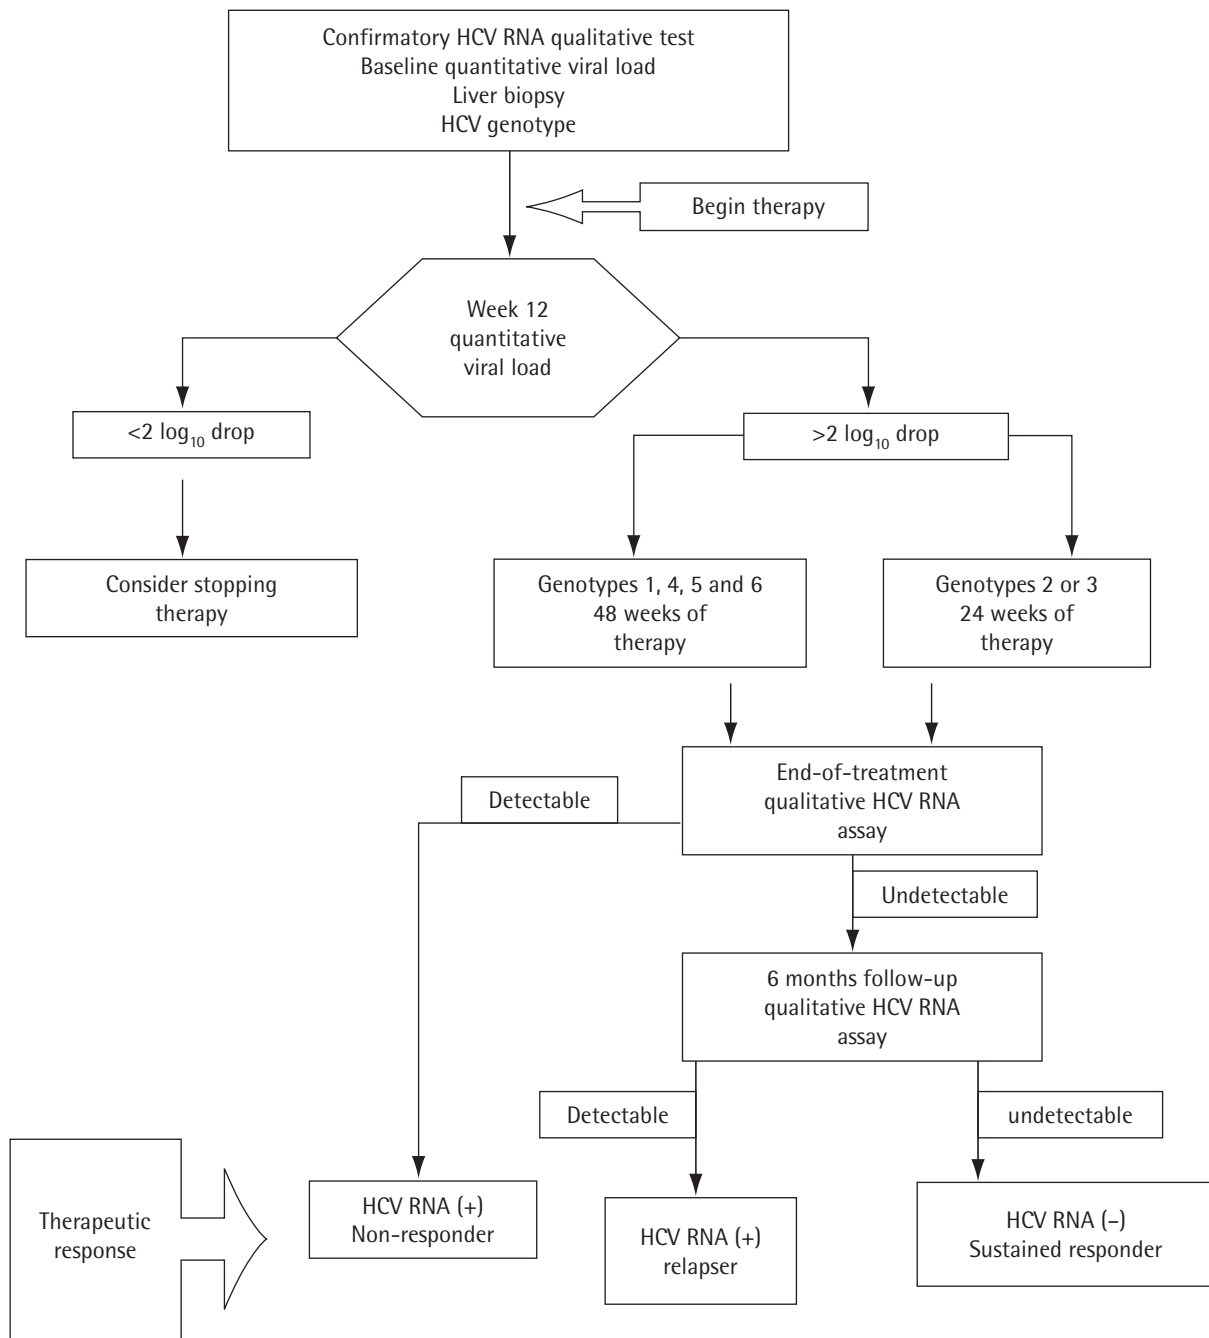 Confirmatory HCV RNA qualitative test
Baseline quantitative viral load
Liver biopsy
HCV genotype
Begin therapy
Week 12
quantitative
viral load
<2 log₁₀ drop
>2 log₁₀ drop
Consider stopping
therapy
Genotypes 1, 4, 5 and 6
48 weeks of
therapy
Genotypes 2 or 3
24 weeks of
therapy
End-of-treatment
qualitative HCV RNA
assay
Detectable
Undetectable
6 months follow-up
qualitative HCV RNA
assay
Detectable
undetectable
Therapeutic
response
HCV RNA (+)
Non-responder
HCV RNA (+)
relapser
HCV RNA (−)
Sustained responder